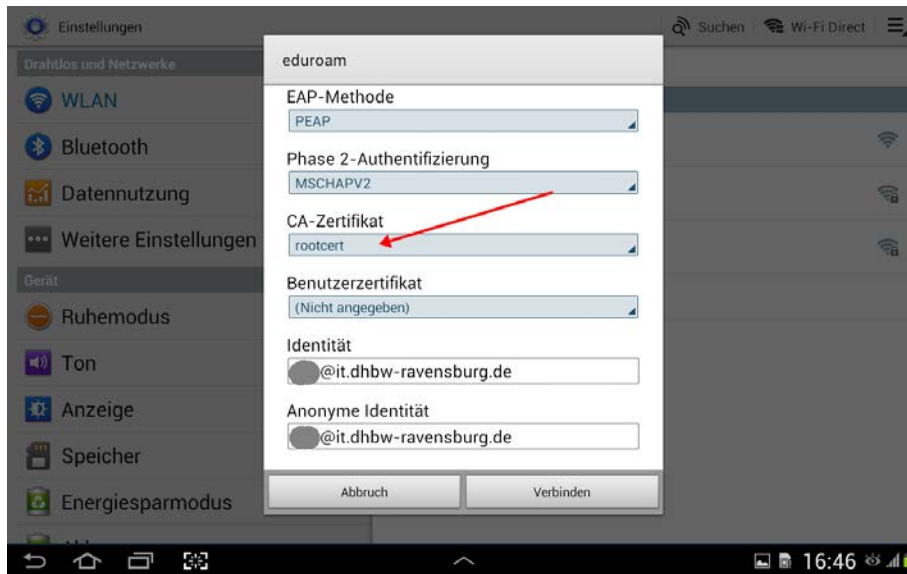 Einstellungen
Suchen
Wi-Fi Direct
Drahtlos und Netzwerke
WLAN
Bluetooth
Datennutzung
Weitere Einstellungen
Gerät
Ruhemodus
Ton
Anzeige
Speicher
Energiesparmodus
eduroam
EAP-Methode
PEAP
Phase 2-Authentifizierung
MSCHAPV2
CA-Zertifikat
rootcert
Benutzerzertifikat
(Nicht angegeben)
Identität
@it.dhbw-ravensburg.de
Anonyme Identität
@it.dhbw-ravensburg.de
Abbruch
Verbinden
16:46